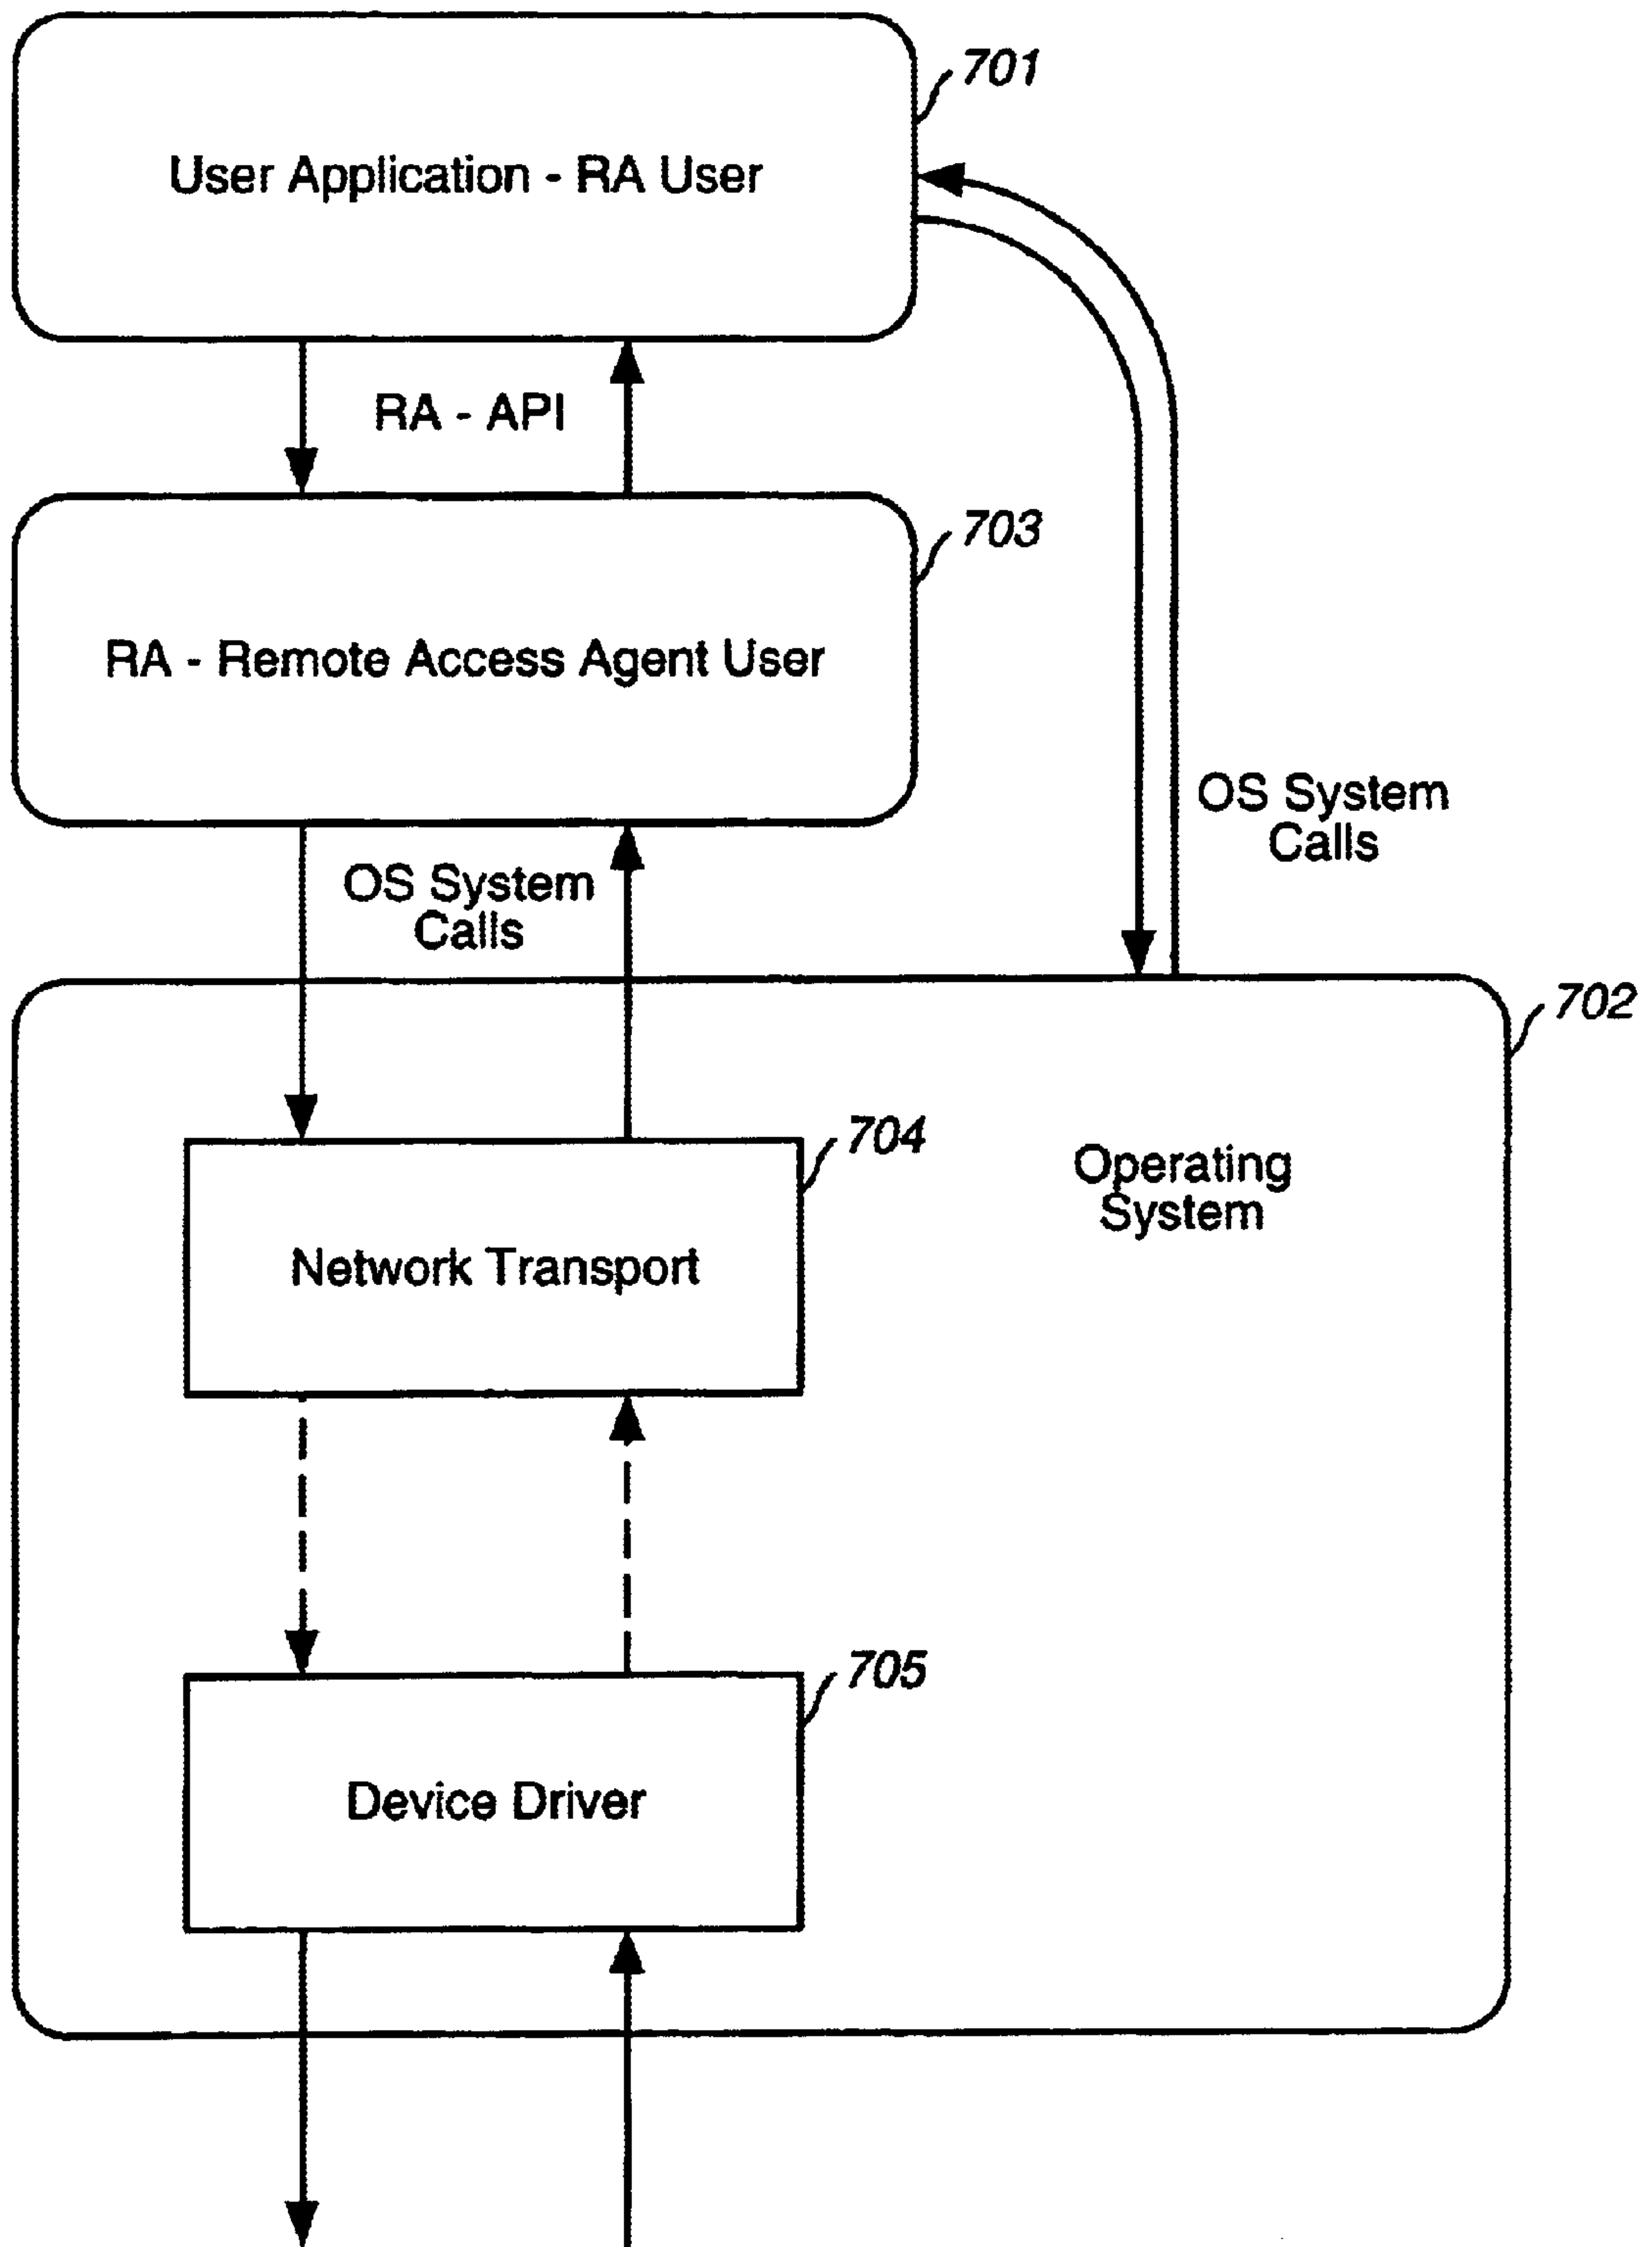 701
User Application - RA User
RA - API
703
RA - Remote Access Agent User
OS System
Calls
OS System
Calls
702
704
Operating
System
Network Transport
705
Device Driver